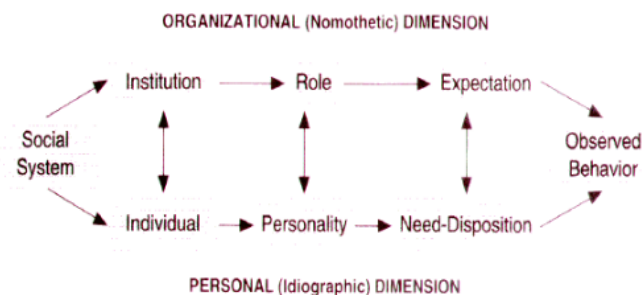 ORGANIZATIONAL (Nomothetic) DIMENSION
Institution
Role
Expectation
Social
System
Observed
Behavior
Individual
Personality
Need-Disposition
PERSONAL (Idiographic) DIMENSION